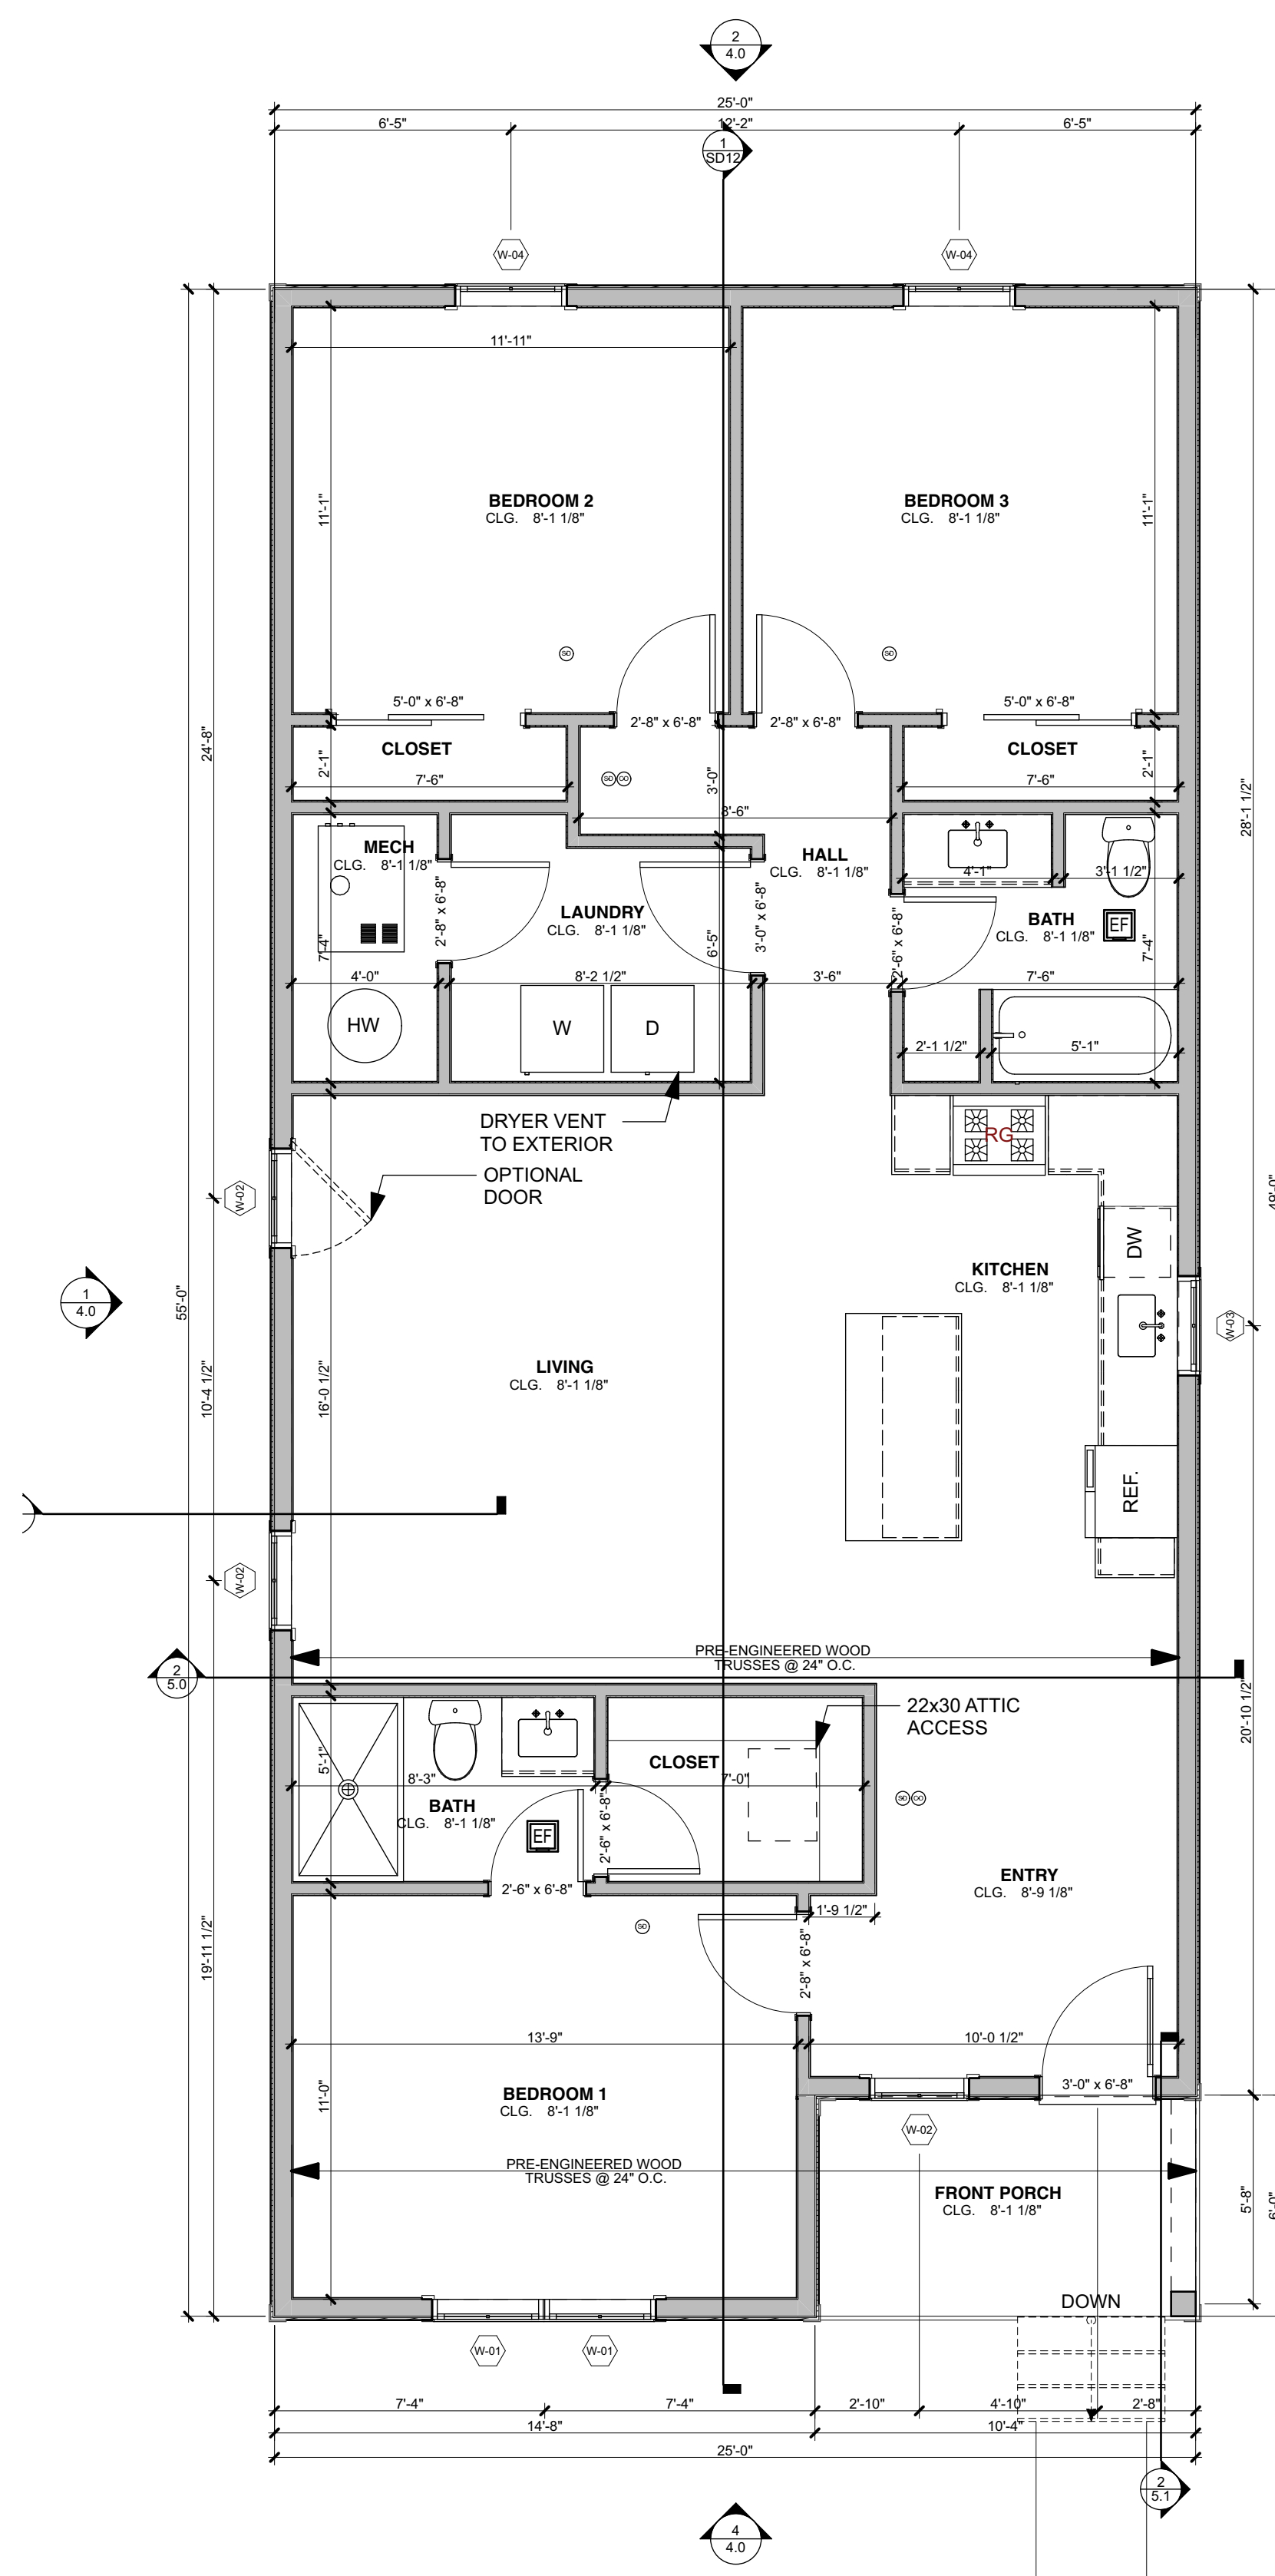 2
4.0
25'-0"
6'-5"
12'-2"
6'-5"
1
SD12
W-04
W-04
11'-11"
11'-1"
BEDROOM 2
CLG. 8'-1 1/8"
BEDROOM 3
CLG. 8'-1 1/8"
11'-1"
SD
SD
5'-0" x 6'-8"
2'-8" x 6'-8"
2'-8" x 6'-8"
5'-0" x 6'-8"
24'-8"
CLOSET
2'-1"
7'-6"
SD
CO
3'-0"
CLOSET
2'-1"
7'-6"
8'-6"
28'-1 1/2"
MECH
CLG. 8'-1 1/8"
HALL
CLG. 8'-1 1/8"
4'-1"
3'-1 1/2"
2'-8" x 6'-8"
LAUNDRY
CLG. 8'-1 1/8"
3'-0" x 6'-8"
2'-6" x 6'-8"
BATH
CLG. 8'-1 1/8"
EF
7'-4"
6'-5"
7'-4"
4'-0"
8'-2 1/2"
3'-6"
7'-6"
HW
W
D
2'-1 1/2"
5'-1"
DRYER VENT
TO EXTERIOR
RG
OPTIONAL
DOOR
W-02
49'-0"
DW
KITCHEN
CLG. 8'-1 1/8"
1
4.0
55'-0"
W-03
LIVING
CLG. 8'-1 1/8"
10'-4 1/2"
16'-0 1/2"
REF.
W-02
PRE-ENGINEERED WOOD
TRUSSES @ 24" O.C.
2
5.0
22x30 ATTIC
ACCESS
20'-10 1/2"
5'-1"
CLOSET
8'-3"
7'-0"
BATH
CLG. 8'-1 1/8"
EF
2'-6" x 6'-8"
SD
CO
2'-6" x 6'-8"
ENTRY
CLG. 8'-9 1/8"
1'-9 1/2"
SD
19'-11 1/2"
2'-8" x 6'-8"
13'-9"
10'-0 1/2"
BEDROOM 1
CLG. 8'-1 1/8"
11'-0"
3'-0" x 6'-8"
W-02
PRE-ENGINEERED WOOD
TRUSSES @ 24" O.C.
FRONT PORCH
CLG. 8'-1 1/8"
5'-8"
6'-0"
DOWN
W-01
W-01
7'-4"
7'-4"
2'-10"
4'-10"
2'-8"
14'-8"
10'-4"
25'-0"
2
5.1
4
4.0